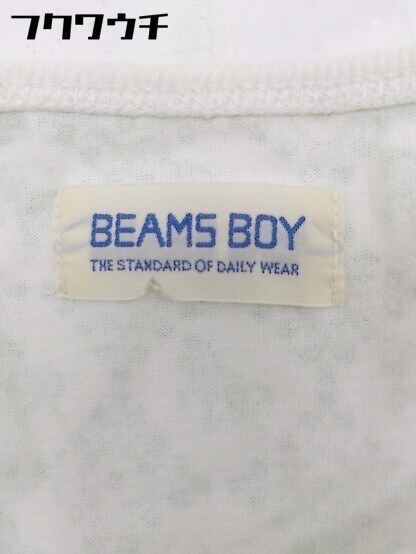 フクワウチ
BEAMS BOY
THE STANDARD OF DAILY WEAR